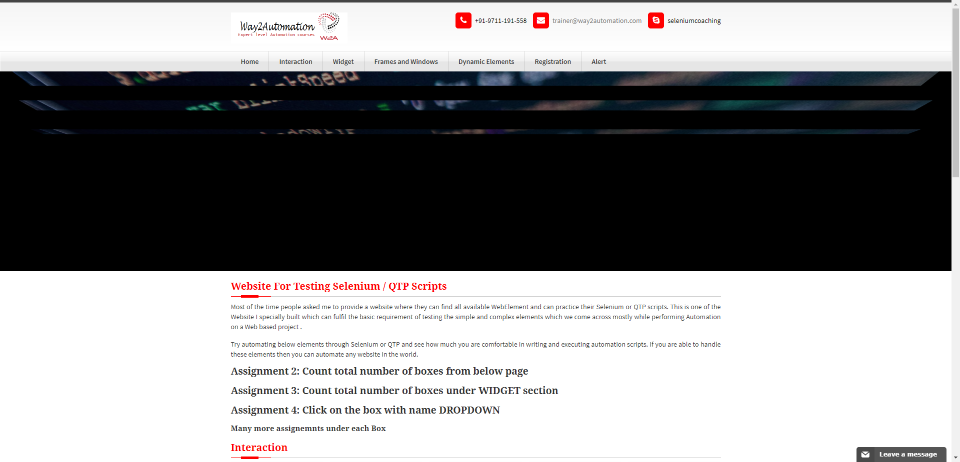 Way2Automation
Expert level Automation courses
W2A
+91-9711-191-558
trainer@way2automation.com
seleniumcoaching
Home
Interaction
Widget
Frames and Windows
Dynamic Elements
Registration
Alert
Website For Testing Selenium / QTP Scripts
Most of the time people asked me to provide a website where they can find all available WebElement and can practice their Selenium or QTP scripts. This is one of the
Website I specially built which can fulfil the basic requirement of testing the simple and complex elements which we come across mostly while performing Automation
on a Web based project .
Try automating below elements through Selenium or QTP and see how much you are comfortable in writing and executing automation scripts. If you are able to handle
these elements then you can automate any website in the world.
Assignment 2: Count total number of boxes from below page
Assignment 3: Count total number of boxes under WIDGET section
Assignment 4: Click on the box with name DROPDOWN
Many more assignemnts under each Box
Interaction
Leave a message